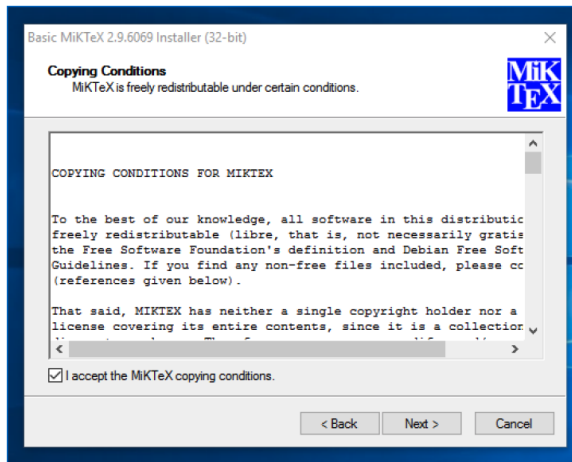 Basic MiKTeX 2.9.6069 Installer (32-bit)
Copying Conditions
MiKTeX is freely redistributable under certain conditions.
MiK
TEX
COPYING CONDITIONS FOR MIKTEX
To the best of our knowledge, all software in this distributic
freely redistributable (libre, that is, not necessarily gratis
the Free Software Foundation's definition and Debian Free Soft
Guidelines. If you find any non-free files included, please cc
(references given below).
That said, MIKTEX has neither a single copyright holder nor a
license covering its entire contents, since it is a collection
I accept the MiKTeX copying conditions.
< Back Next > Cancel